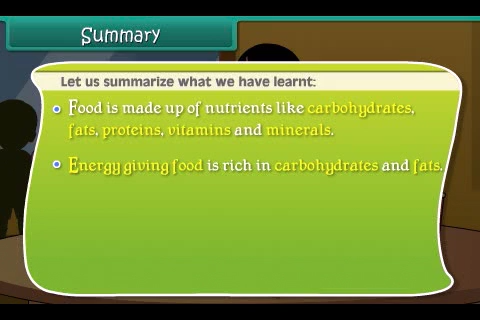 Summary
Let us summarize what we have learnt:
Food is made up of nutrients like carbohydrates,
fats, proteins, vitamins and minerals.
Energy giving food is rich in carbohydrates and fats.